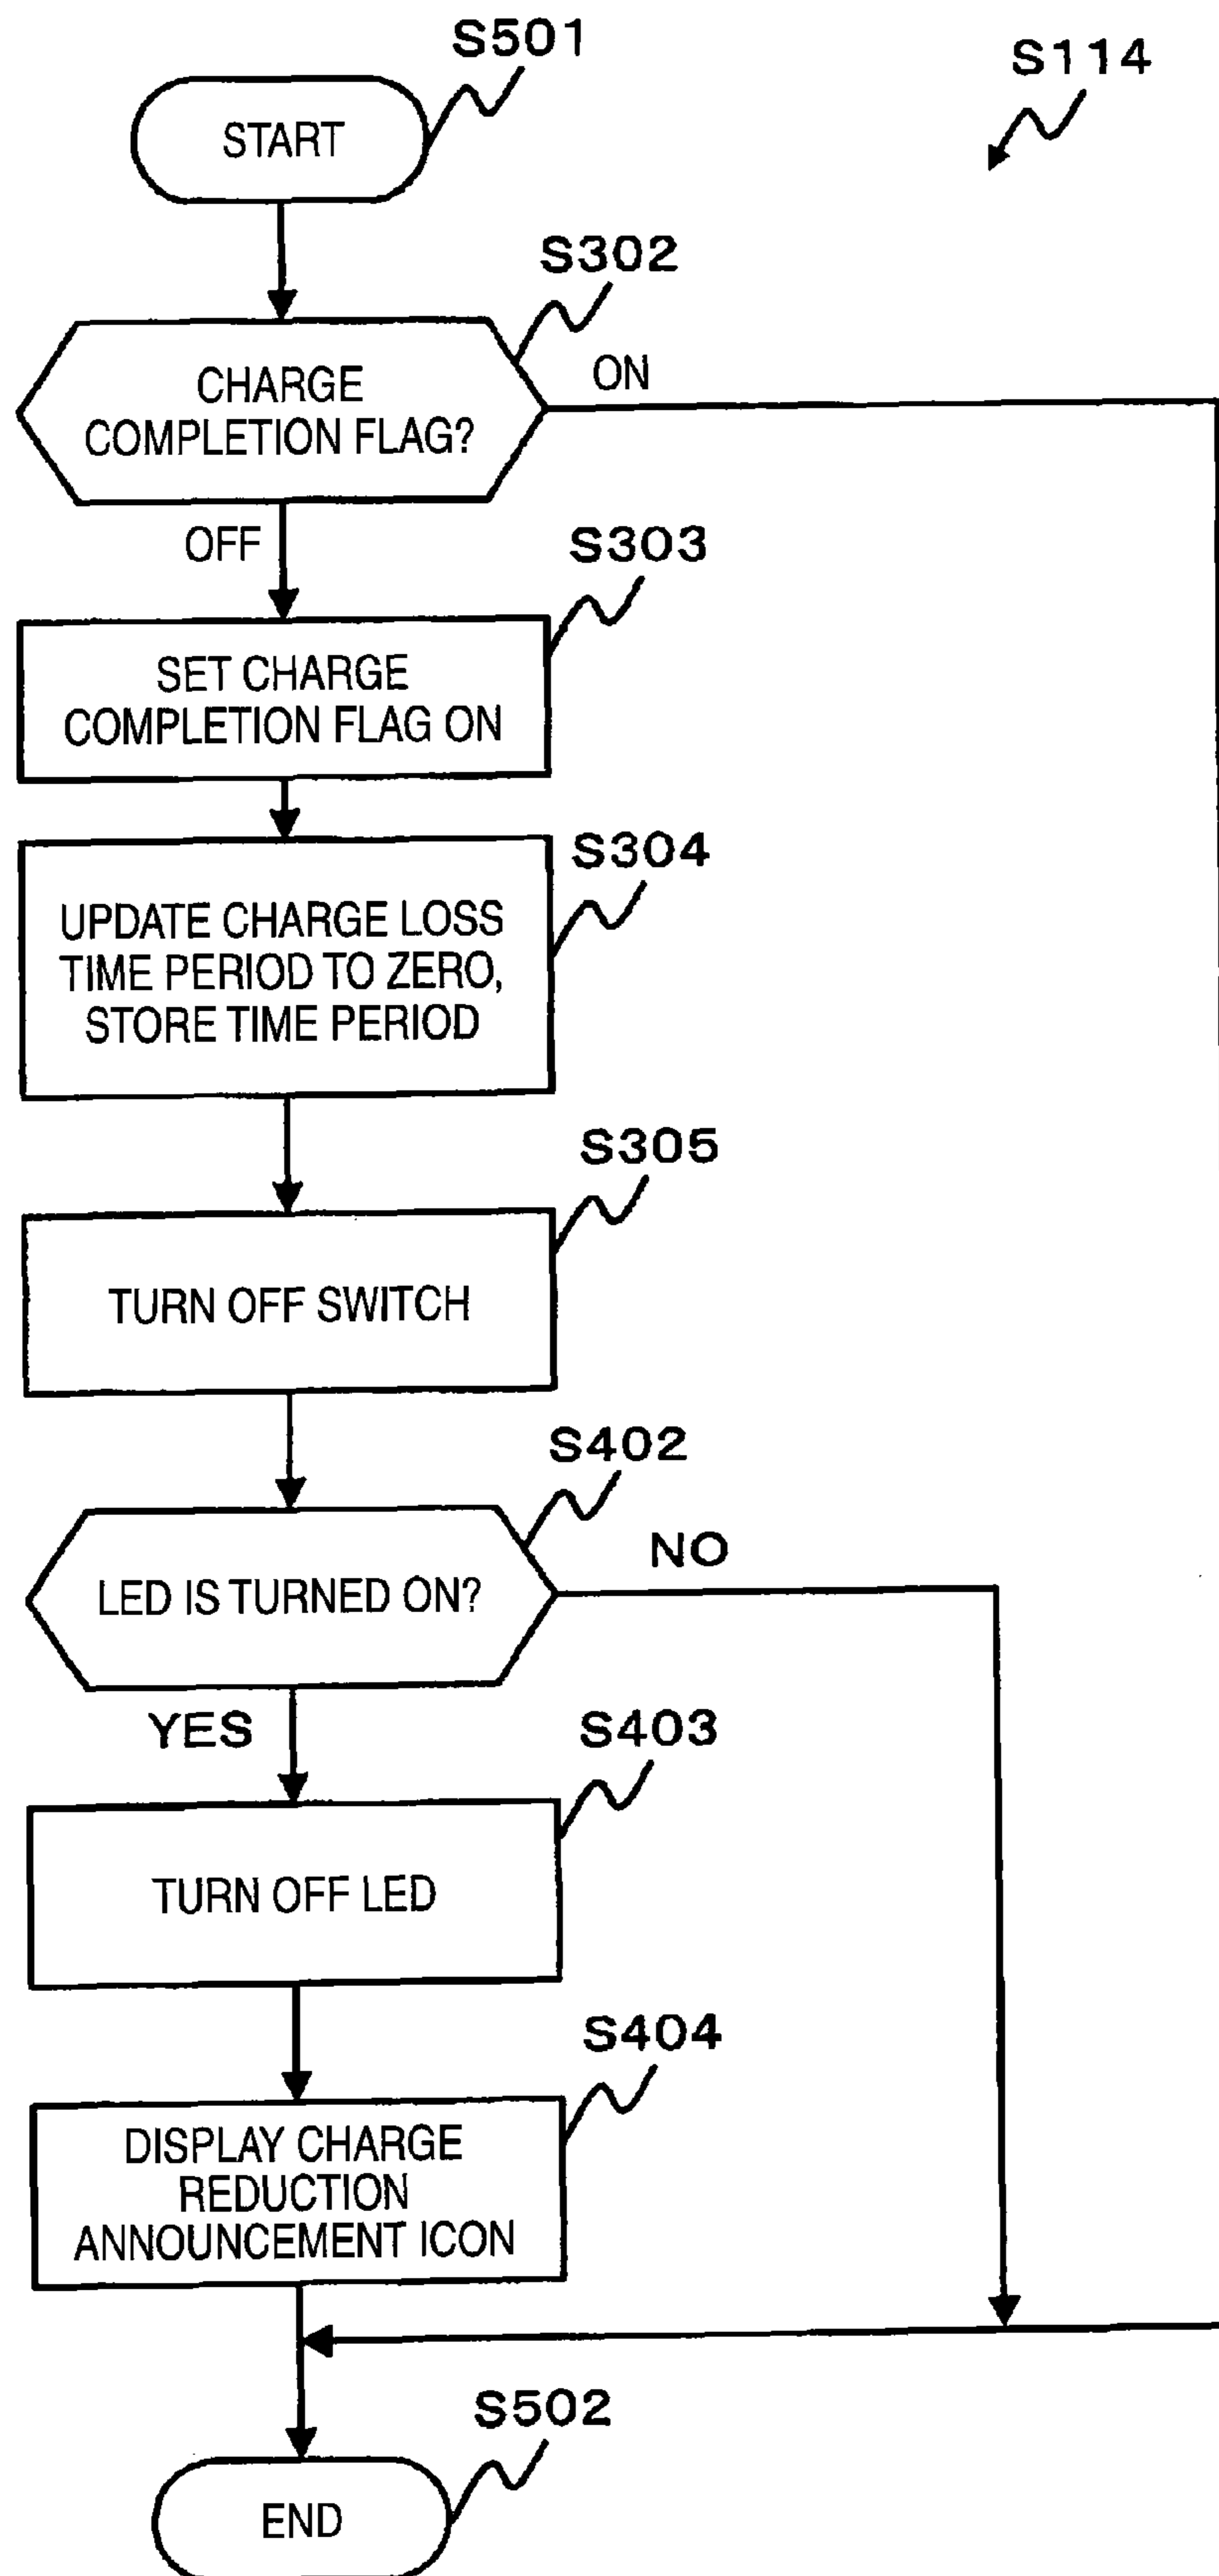 S501
S114
START
S302
CHARGE
COMPLETION FLAG?
ON
OFF
S303
SET CHARGE
COMPLETION FLAG ON
S304
UPDATE CHARGE LOSS
TIME PERIOD TO ZERO,
STORE TIME PERIOD
S305
TURN OFF SWITCH
S402
LED IS TURNED ON?
NO
YES
S403
TURN OFF LED
S404
DISPLAY CHARGE
REDUCTION
ANNOUNCEMENT ICON
S502
END